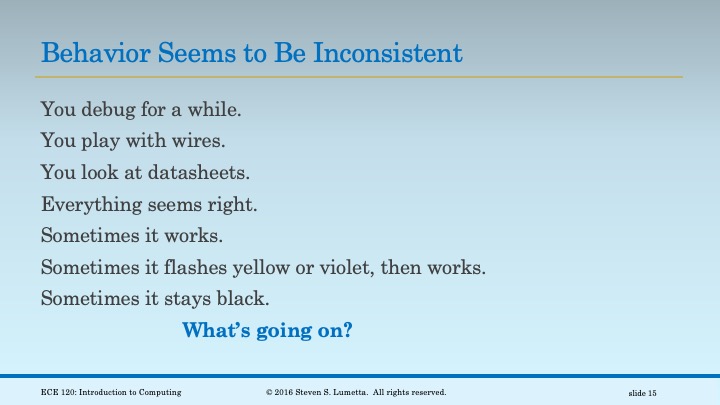 Behavior Seems to Be Inconsistent
You debug for a while.
You play with wires.
You look at datasheets.
Everything seems right.
Sometimes it works.
Sometimes it flashes yellow or violet, then works.
Sometimes it stays black.
What’s going on?
ECE 120: Introduction to Computing © 2016 Steven S. Lumetta. All rights reserved. slide 15